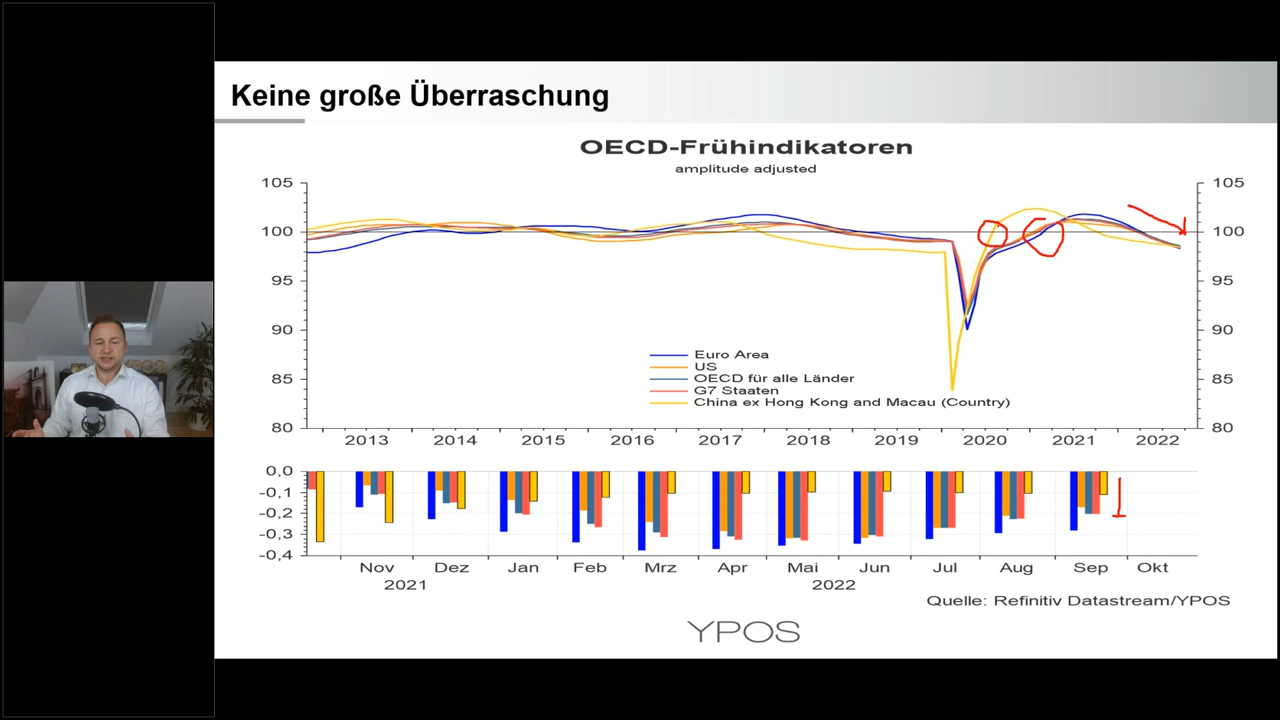 Keine große Überraschung
OECD-Frühindikatoren
amplitude adjusted
105 105
100 100
95 95
90 90
85 85
80 80
Euro Area
US
OECD für alle Länder
G7 Staaten
China ex Hong Kong and Macau (Country)
2013 2014 2015 2016 2017 2018 2019 2020 2021 2022
0,0
-0,1
-0,2
-0,3
-0,4
Nov Dez Jan Feb Mrz Apr Mai Jun Jul Aug Sep Okt
2021 2022
Quelle: Refinitiv Datastream/YPOS
YPOS
YPOS